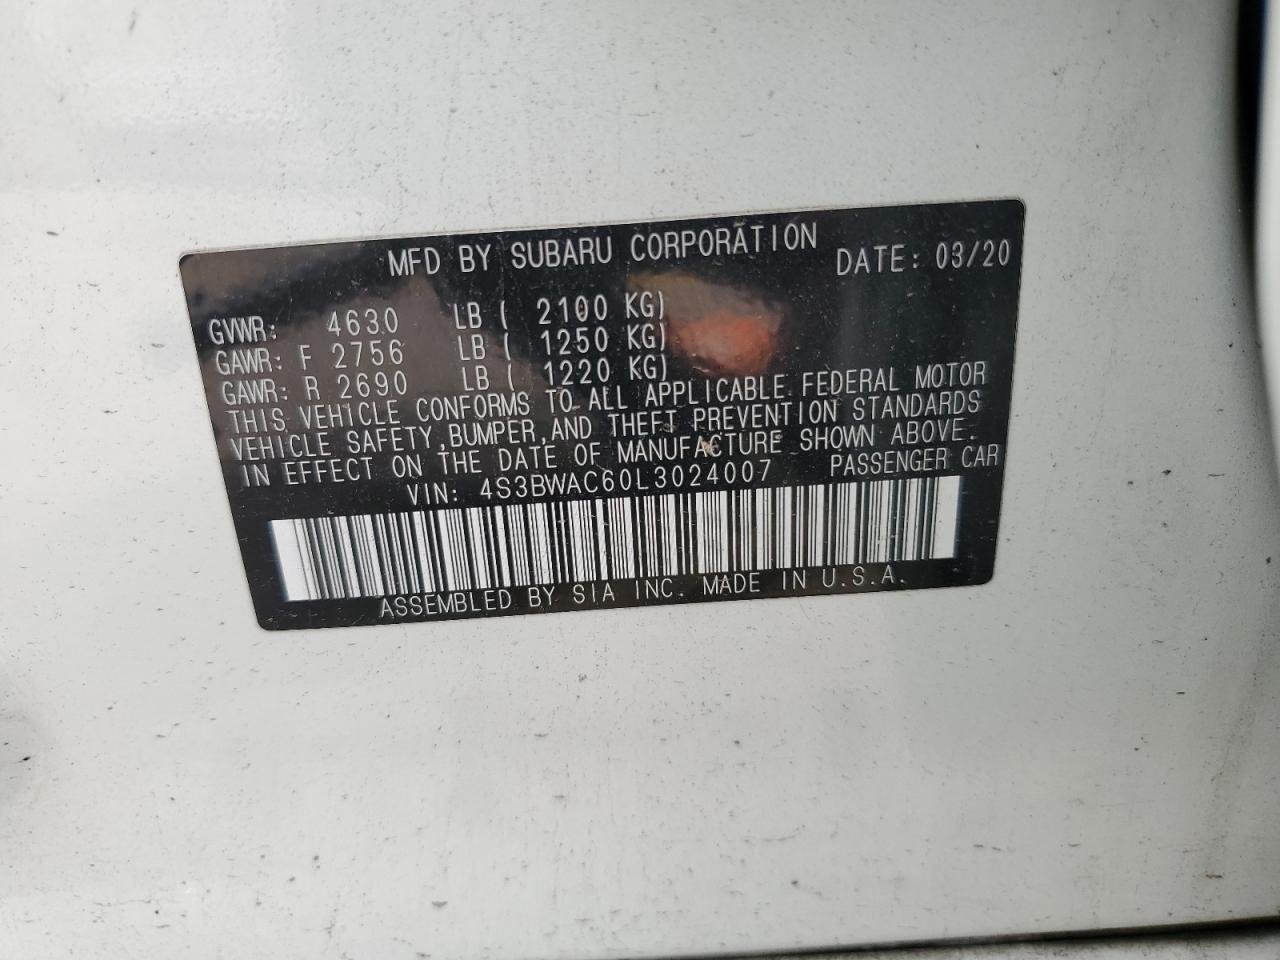 MFD BY SUBARU CORPORATION DATE: 03/20
GVWR: 4630 LB ( 2100 KG)
GAWR: F 2756 LB ( 1250 KG)
GAWR: R 2690 LB ( 1220 KG)
THIS VEHICLE CONFORMS TO ALL APPLICABLE FEDERAL MOTOR
VEHICLE SAFETY,BUMPER,AND THEFT PREVENTION STANDARDS
IN EFFECT ON THE DATE OF MANUFACTURE SHOWN ABOVE.
VIN: 4S3BWAC60L3024007 PASSENGER CAR
ASSEMBLED BY SIA INC. MADE IN U.S.A.